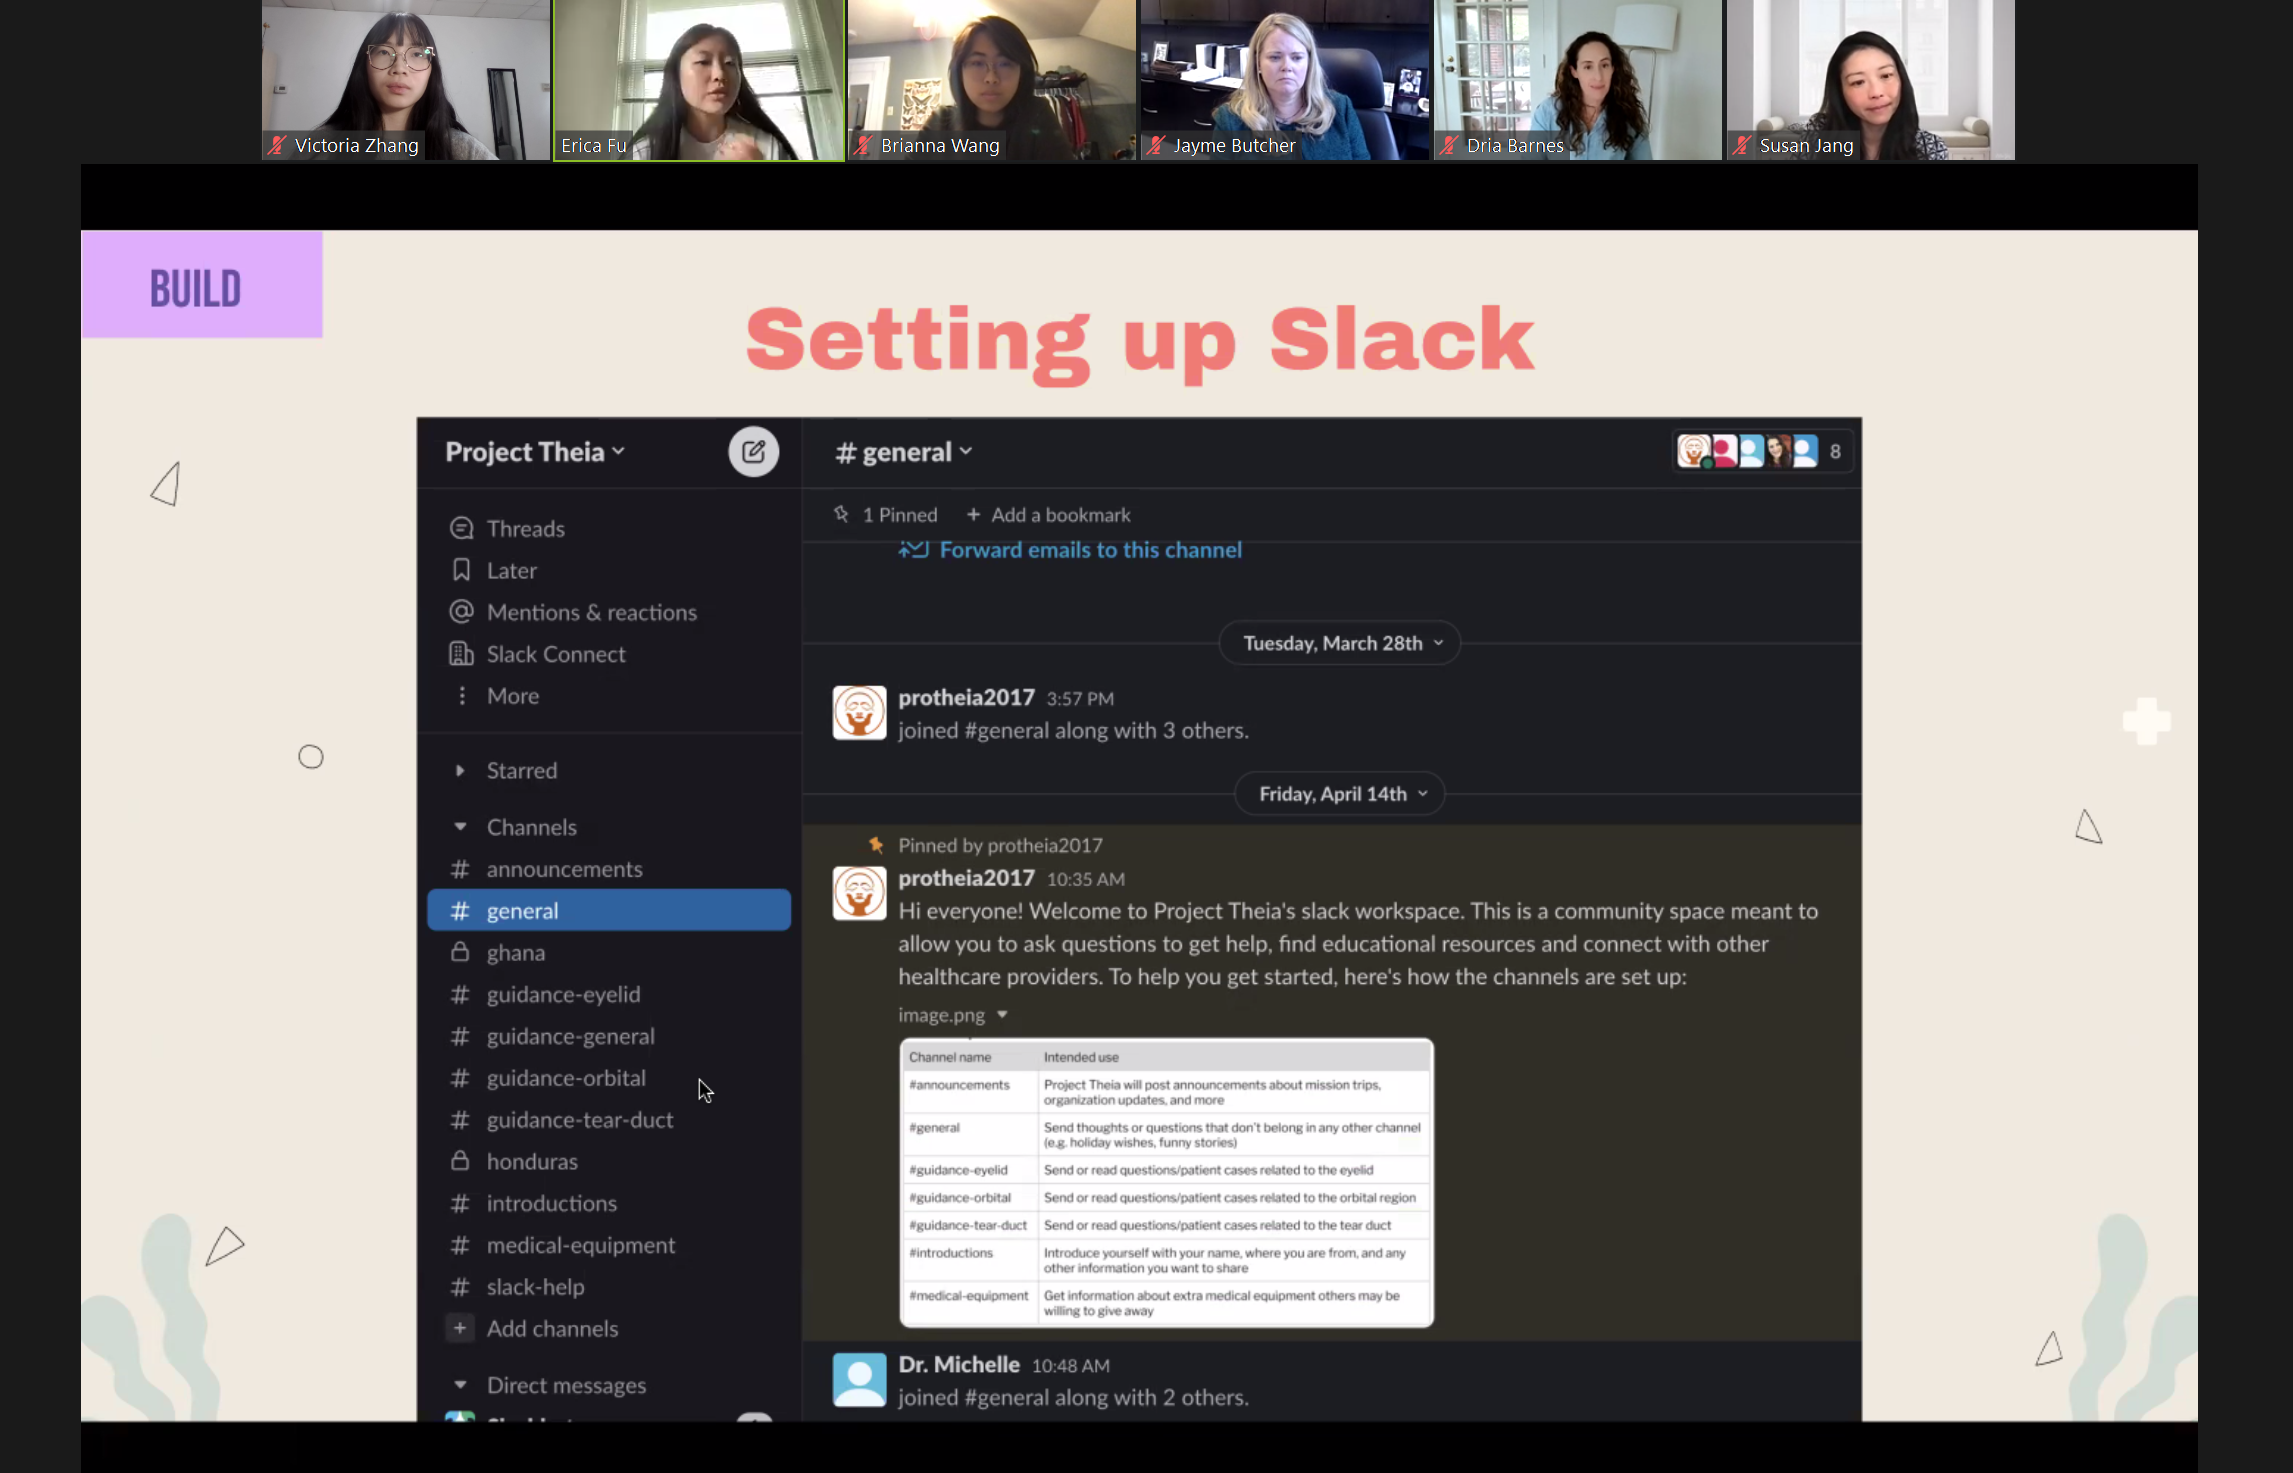 Victoria Zhang
Erica Fu
Brianna Wang
Jayme Butcher
Dria Barnes
Susan Jang
BUILD
Setting up Slack
Project Theia
Threads
Later
Mentions & reactions
Slack Connect
More
Starred
Channels
# announcements
# general
ghana
# guidance-eyelid
# guidance-general
# guidance-orbital
# guidance-tear-duct
honduras
# introductions
# medical-equipment
# slack-help
+ Add channels
Direct messages
# general
8
1 Pinned + Add a bookmark
Forward emails to this channel
Tuesday, March 28th
protheia2017 3:57 PM
joined #general along with 3 others.
Friday, April 14th
Pinned by protheia2017
protheia2017 10:35 AM
Hi everyone! Welcome to Project Theia's slack workspace. This is a community space meant to
allow you to ask questions to get help, find educational resources and connect with other
healthcare providers. To help you get started, here's how the channels are set up:
image.png
Channel name Intended use
#announcements Project Theia will post announcements about mission trips,
organization updates, and more
#general Send thoughts or questions that don't belong in any other channel
(e.g. holiday wishes, funny stories)
#guidance-eyelid Send or read questions/patient cases related to the eyelid
#guidance-orbital Send or read questions/patient cases related to the orbital region
#guidance-tear-duct Send or read questions/patient cases related to the tear duct
#introductions Introduce yourself with your name, where you are from, and any
other information you want to share
#medical-equipment Get information about extra medical equipment others may be
willing to give away
Dr. Michelle 10:48 AM
joined #general along with 2 others.